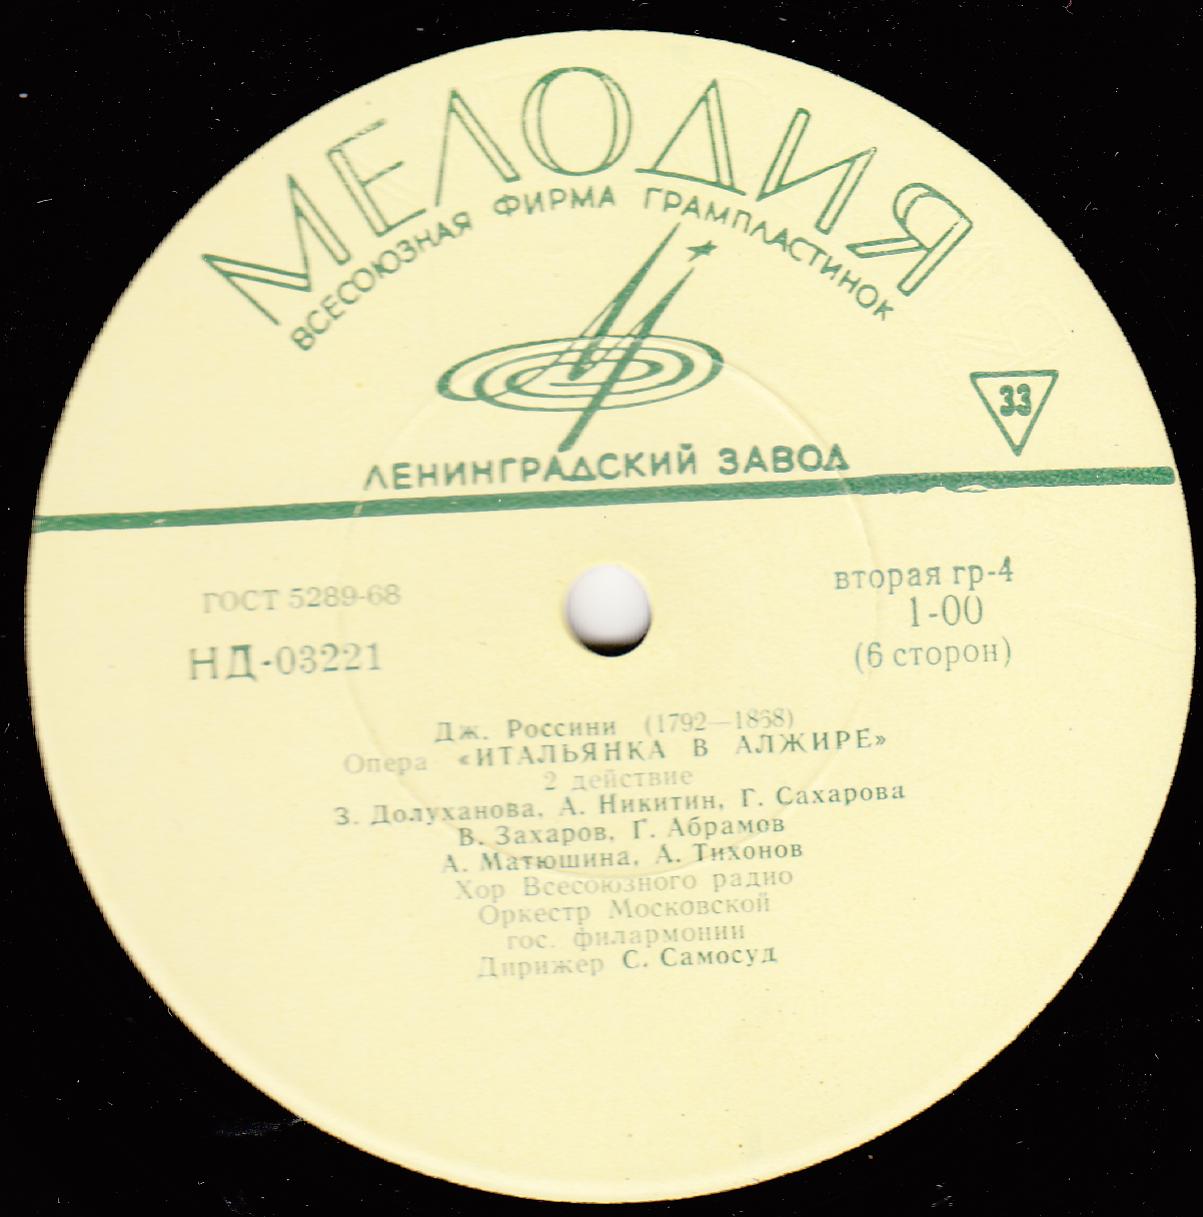 МЕЛОДИЯ
ВСЕСОЮЗНАЯ ФИРМА ГРАМПЛАСТИНОК
33
ЛЕНИНГРАДСКИЙ ЗАВОД
ГОСТ 5289-68
НД-03221
вторая гр-4
1-00
(6 сторон)
Дж. Россини (1792—1868)
Опера «ИТАЛЬЯНКА В АЛЖИРЕ»
2 действие
З. Долуханова, А. Никитин, Г. Сахарова
В. Захаров, Г. Абрамов
А. Матюшина, А. Тихонов
Хор Всесоюзного радио
Оркестр Московской
гос. филармонии
Дирижер С. Самосуд